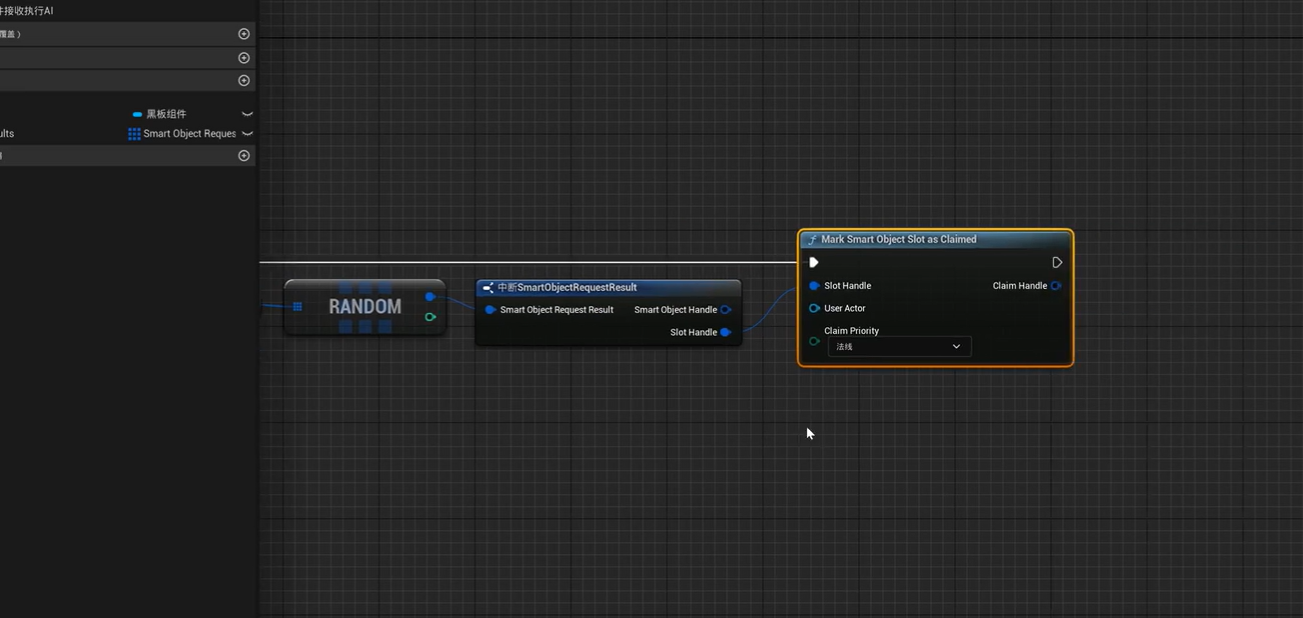 件接收执行AI
覆盖）
黑板组件
ults
Smart Object Reques
RANDOM
中断SmartObjectRequestResult
Smart Object Request Result
Smart Object Handle
Slot Handle
Mark Smart Object Slot as Claimed
Slot Handle
Claim Handle
User Actor
Claim Priority
法线